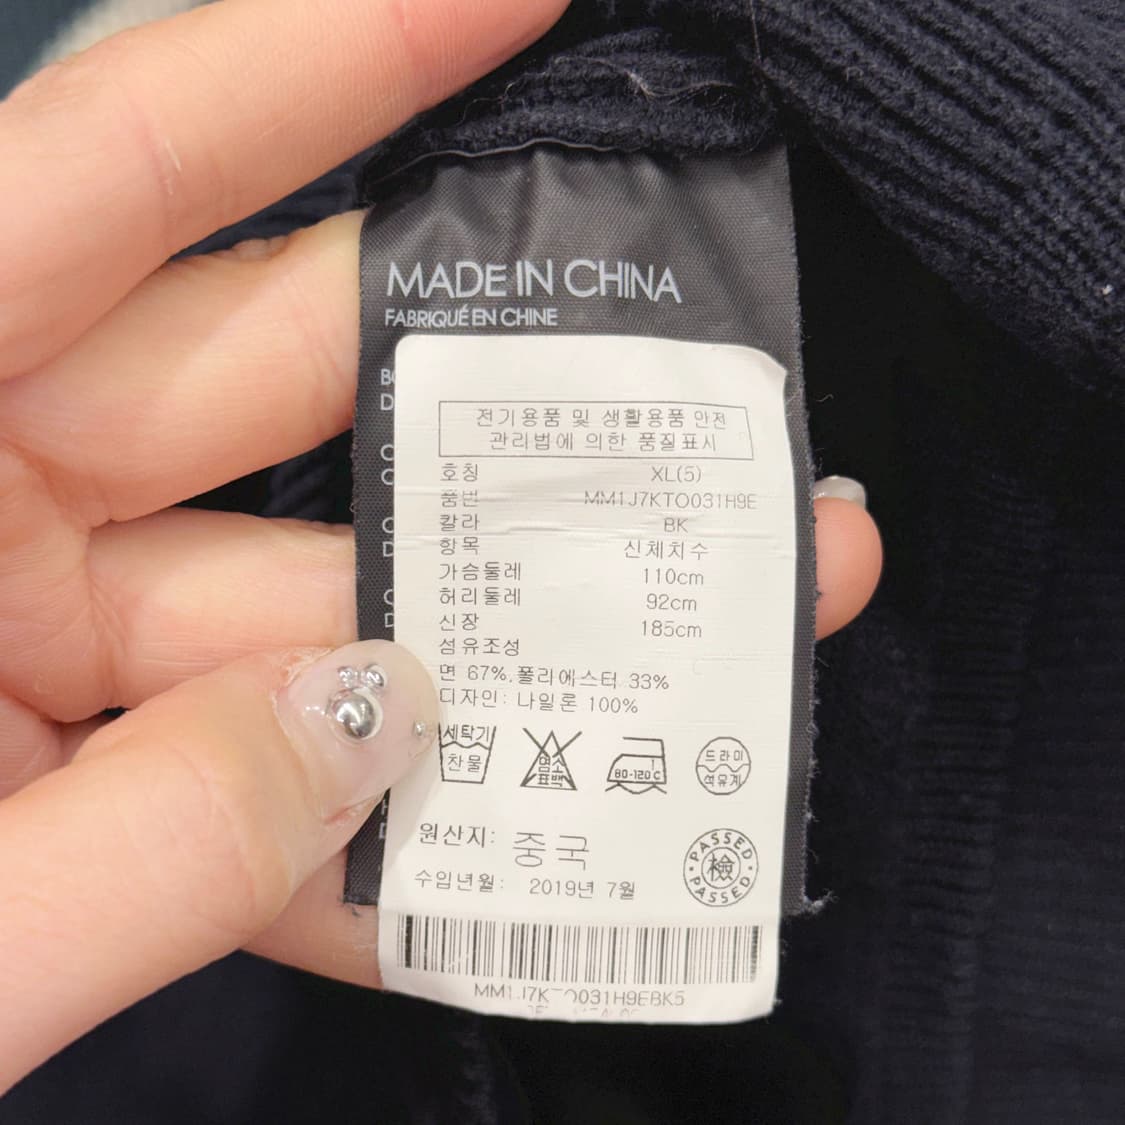 MADE IN CHINA
FABRIQUÉ EN CHINE
전기용품 및 생활용품 안전
관리법에 의한 품질표시
호칭 XL(5)
품번 MM1J7KTO031H9E
칼라 BK
항목 신체치수
가슴둘레 110cm
허리둘레 92cm
신장 185cm
섬유조성
면 67%,폴리에스터 33%
디자인: 나일론 100%
세탁기
찬물
염소
표백
80-120℃
드라이
석유계
원산지: 중국
PASSED
檢
PASSED
수입년월: 2019년 7월
MM1J7KTO031H9EBK5